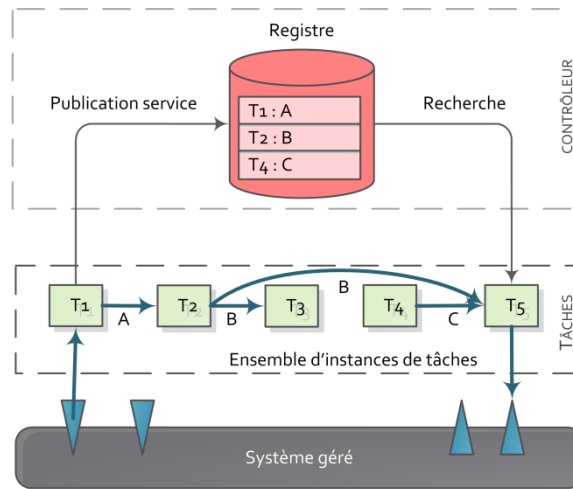 Registre
Publication service
Recherche
T1 : A
T2 : B
T4 : C
CONTRÔLEUR
T1
A
T2
B
T3
B
T4
C
T5
TÂCHES
Ensemble d'instances de tâches
Système géré